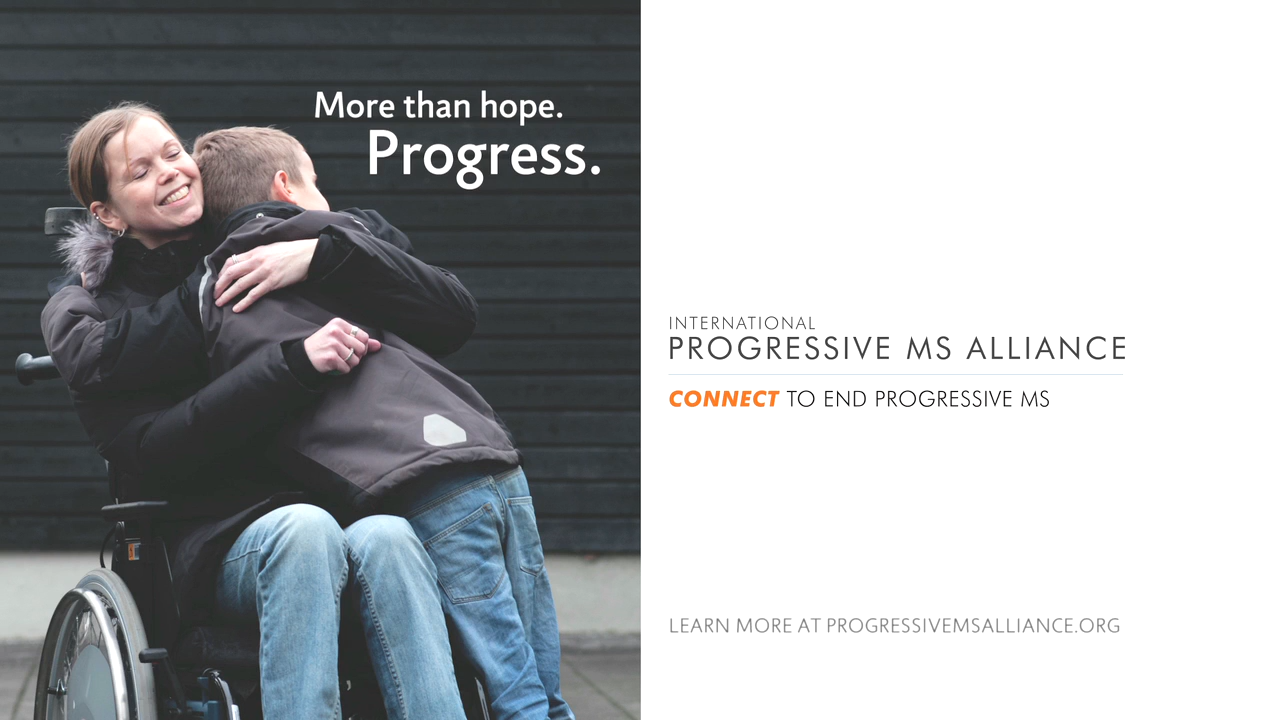 More than hope.
Progress.
INTERNATIONAL
PROGRESSIVE MS ALLIANCE
CONNECT TO END PROGRESSIVE MS
LEARN MORE AT PROGRESSIVEMSALLIANCE.ORG